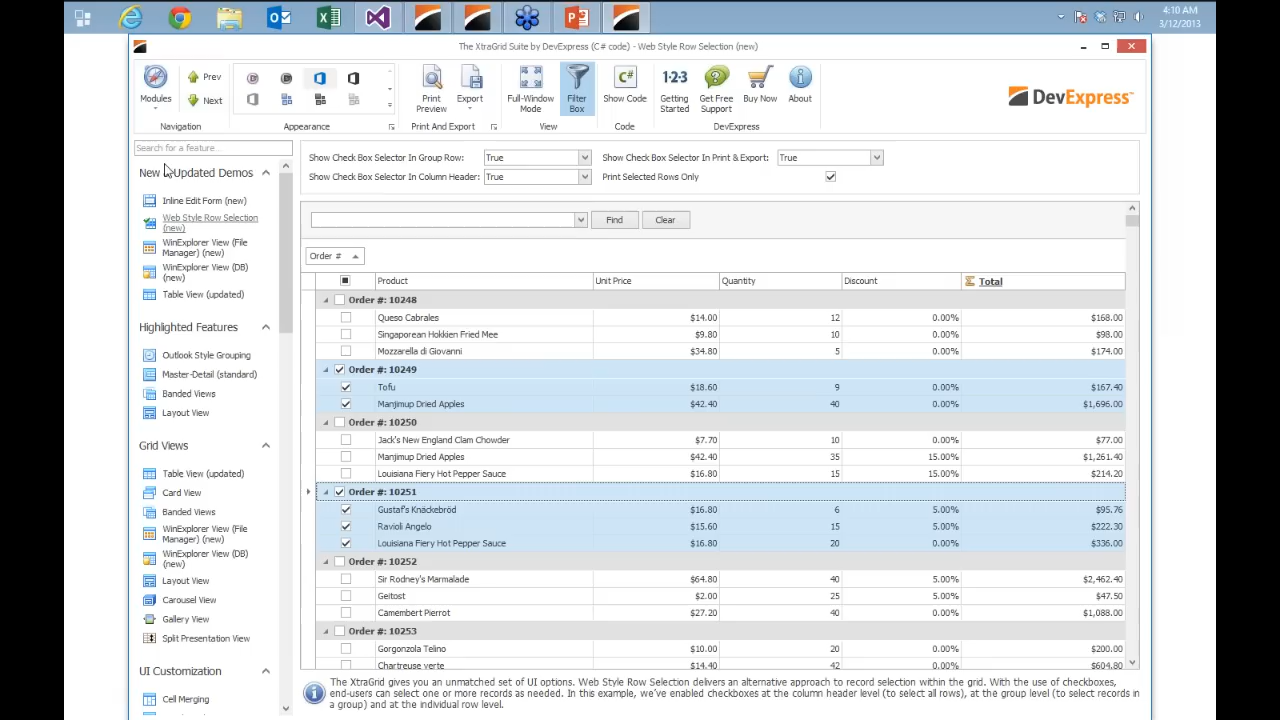 4:10 AM
3/12/2013
The XtraGrid Suite by DevExpress (C# code) - Web Style Row Selection (new)
Modules
Prev
Next
Print Preview
Export
Full-Window Mode
Filter Box
C#
Show Code
1·2·3
Getting Started
Get Free Support
Buy Now
About
DevExpress
Navigation
Appearance
Print And Export
View
Code
DevExpress
Search for a feature...
New Updated Demos
Inline Edit Form (new)
Web Style Row Selection
(new)
WinExplorer View (File
Manager) (new)
WinExplorer View (DB)
(new)
Table View (updated)
Highlighted Features
Outlook Style Grouping
Master-Detail (standard)
Banded Views
Layout View
Grid Views
Table View (updated)
Card View
Banded Views
WinExplorer View (File
Manager) (new)
WinExplorer View (DB)
(new)
Layout View
Carousel View
Gallery View
Split Presentation View
UI Customization
Cell Merging
Show Check Box Selector In Group Row: True Show Check Box Selector In Print & Export: True
Show Check Box Selector In Column Header: True Print Selected Rows Only
Find Clear
Order #
Product Unit Price Quantity Discount Σ Total
Order #: 10248
Queso Cabrales $14.00 12 0.00% $168.00
Singaporean Hokkien Fried Mee $9.80 10 0.00% $98.00
Mozzarella di Giovanni $34.80 5 0.00% $174.00
Order #: 10249
Tofu $18.60 9 0.00% $167.40
Manjimup Dried Apples $42.40 40 0.00% $1,696.00
Order #: 10250
Jack's New England Clam Chowder $7.70 10 0.00% $77.00
Manjimup Dried Apples $42.40 35 15.00% $1,261.40
Louisiana Fiery Hot Pepper Sauce $16.80 15 15.00% $214.20
Order #: 10251
Gustaf's Knäckebröd $16.80 6 5.00% $95.76
Ravioli Angelo $15.60 15 5.00% $222.30
Louisiana Fiery Hot Pepper Sauce $16.80 20 0.00% $336.00
Order #: 10252
Sir Rodney's Marmalade $64.80 40 5.00% $2,462.40
Geitost $2.00 25 5.00% $47.50
Camembert Pierrot $27.20 40 0.00% $1,088.00
Order #: 10253
Gorgonzola Telino $10.00 20 0.00% $200.00
Chartreuse verte $14.40 42 0.00% $604.80
The XtraGrid gives you an unmatched set of UI options. Web Style Row Selection delivers an alternative approach to record selection within the grid. With the use of checkboxes,
end-users can select one or more records as needed. In this example, we've enabled checkboxes at the column header level (to select all rows), at the group level (to select records in
a group) and at the individual row level.